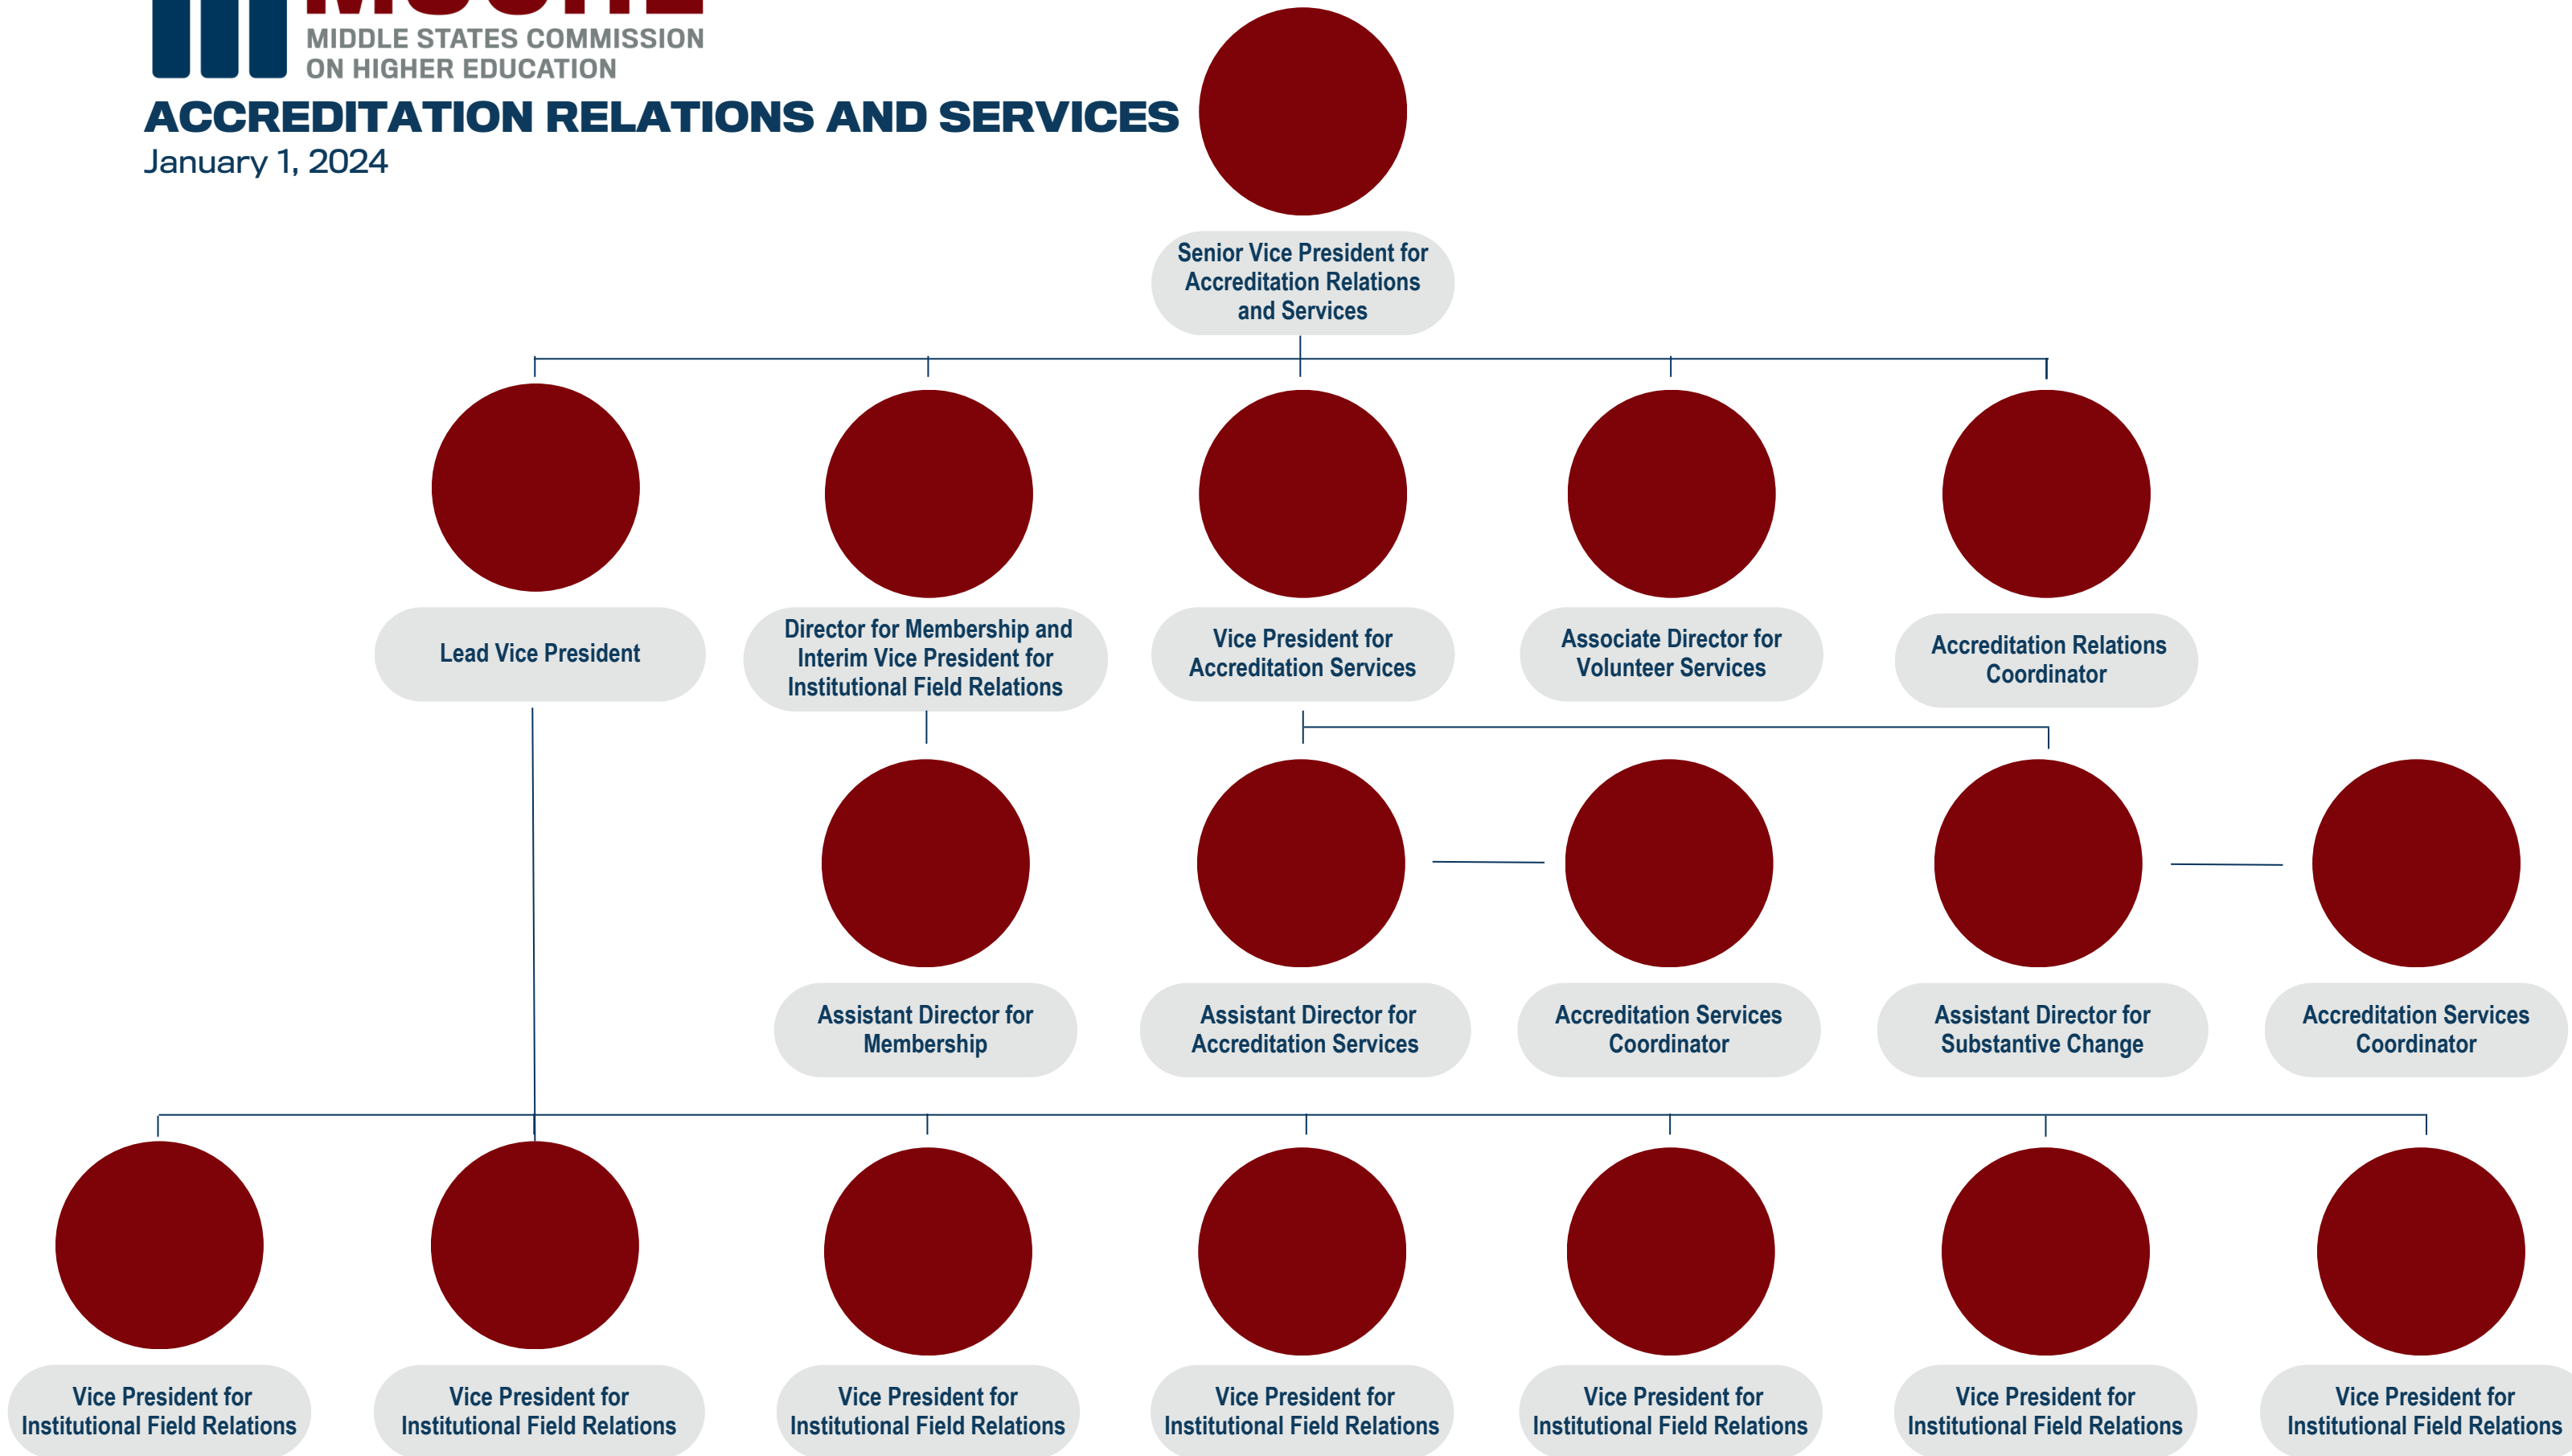 MIDDLE STATES COMMISSION
ON HIGHER EDUCATION
ACCREDITATION RELATIONS AND SERVICES
January 1, 2024
Senior Vice President for
Accreditation Relations
and Services
Lead Vice President
Director for Membership and
Interim Vice President for
Institutional Field Relations
Vice President for
Accreditation Services
Associate Director for
Volunteer Services
Accreditation Relations
Coordinator
Assistant Director for
Membership
Assistant Director for
Accreditation Services
Accreditation Services
Coordinator
Assistant Director for
Substantive Change
Accreditation Services
Coordinator
Vice President for
Institutional Field Relations
Vice President for
Institutional Field Relations
Vice President for
Institutional Field Relations
Vice President for
Institutional Field Relations
Vice President for
Institutional Field Relations
Vice President for
Institutional Field Relations
Vice President for
Institutional Field Relations